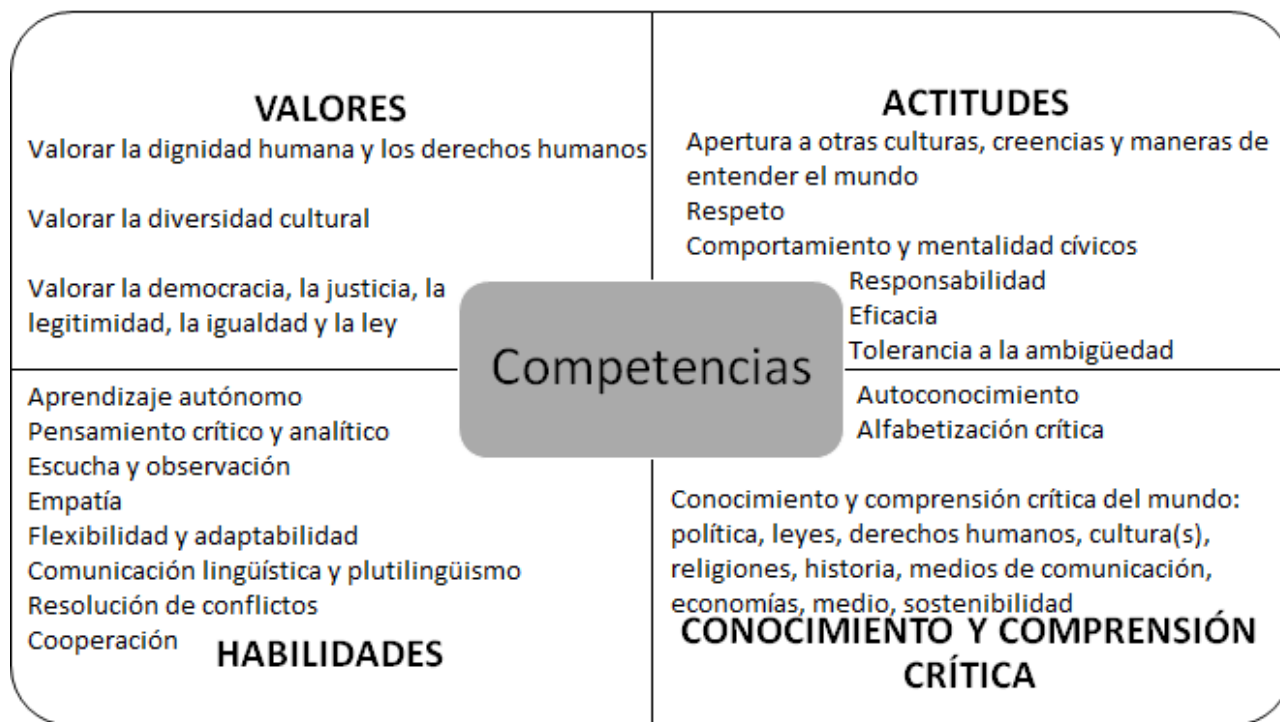 VALORES
Valorar la dignidad humana y los derechos humanos
Valorar la diversidad cultural
Valorar la democracia, la justicia, la
legitimidad, la igualdad y la ley
ACTITUDES
Apertura a otras culturas, creencias y maneras de
entender el mundo
Respeto
Comportamiento y mentalidad cívicos
Responsabilidad
Eficacia
Tolerancia a la ambigüedad
Competencias
Aprendizaje autónomo
Pensamiento crítico y analítico
Escucha y observación
Empatía
Flexibilidad y adaptabilidad
Comunicación lingüística y plutilingüismo
Resolución de conflictos
Cooperación
HABILIDADES
Autoconocimiento
Alfabetización crítica
Conocimiento y comprensión crítica del mundo:
política, leyes, derechos humanos, cultura(s),
religiones, historia, medios de comunicación,
economías, medio, sostenibilidad
CONOCIMIENTO Y COMPRENSIÓN
CRÍTICA